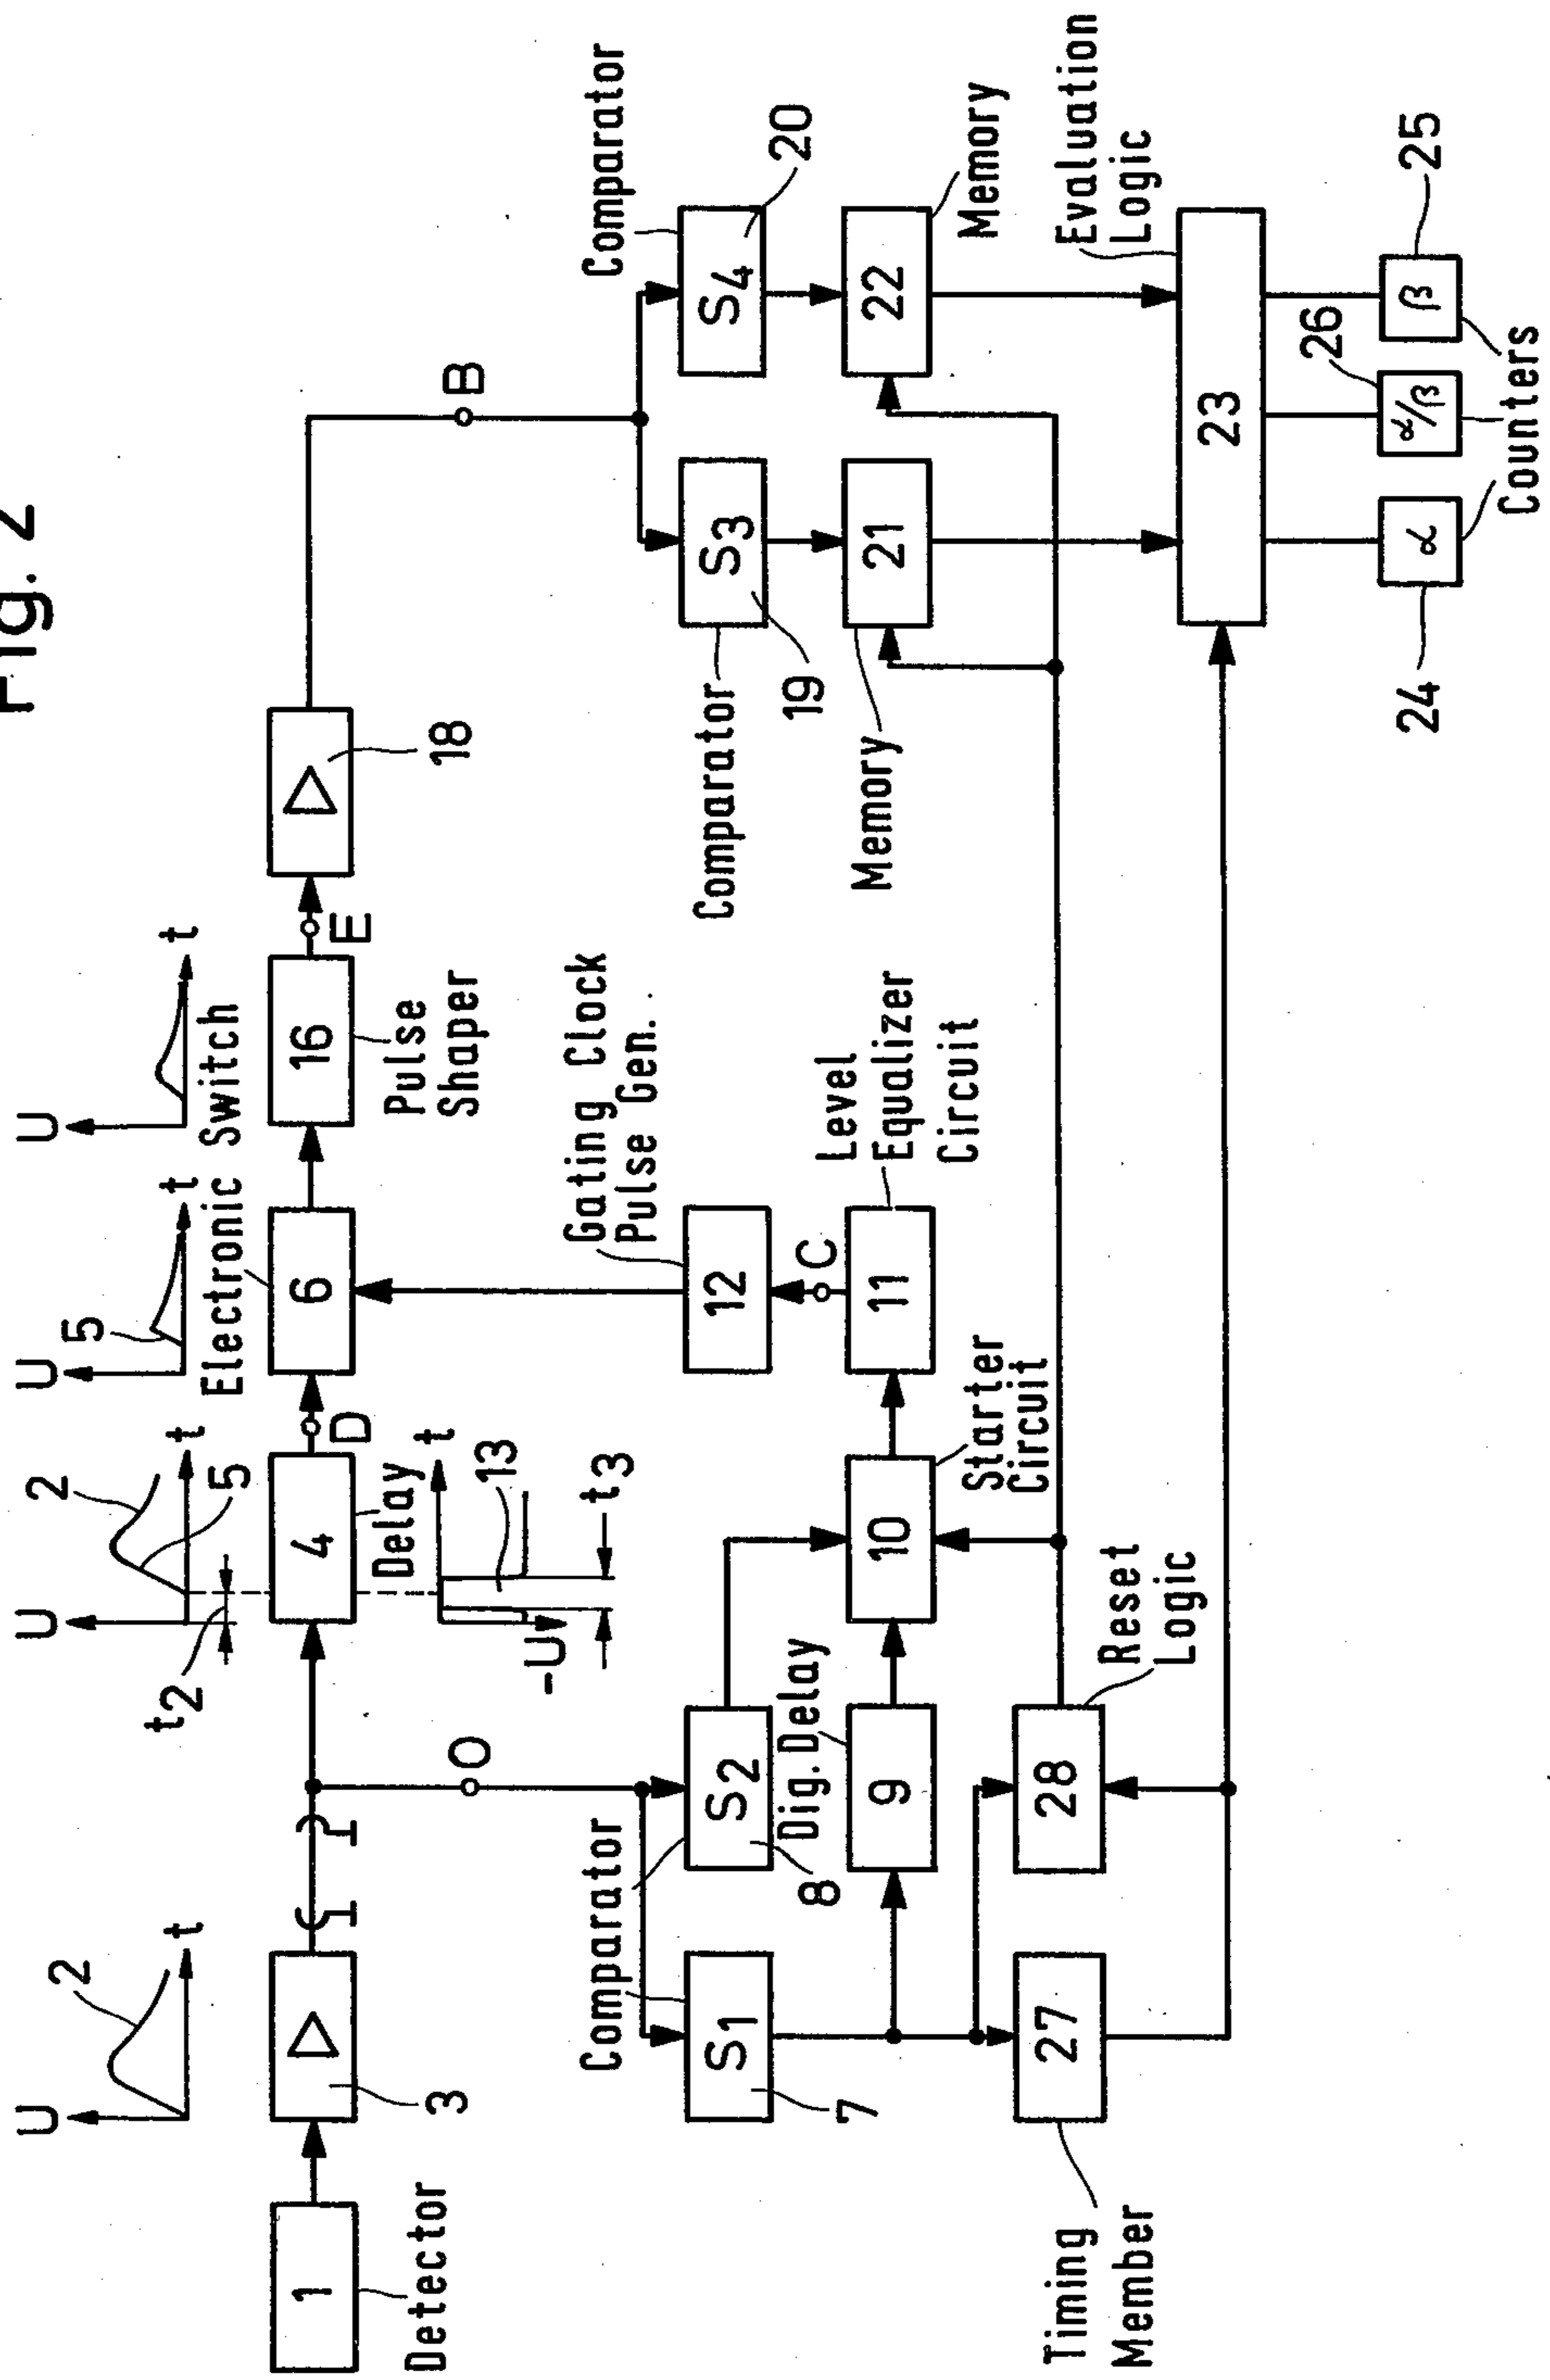 Fig. 2
U
2
t
U
2
t
5
t2
U
5
t
U
t
Electronic Switch
1
Detector
3
4
Delay
D
6
16
Pulse
Shaper
E
18
-U
t
13
t3
O
B
Comparator
S1
7
S2
8
Dig. Delay
9
10
Starter
Circuit
11
Level
Equalizer
Circuit
C
12
Gating Clock
Pulse Gen.
27
Timing
Member
28
Reset
Logic
Comparator
S3
19
Comparator
S4
20
21
Memory
22
Memory
23
Evaluation
Logic
α
24
α/β
26
β
25
Counters